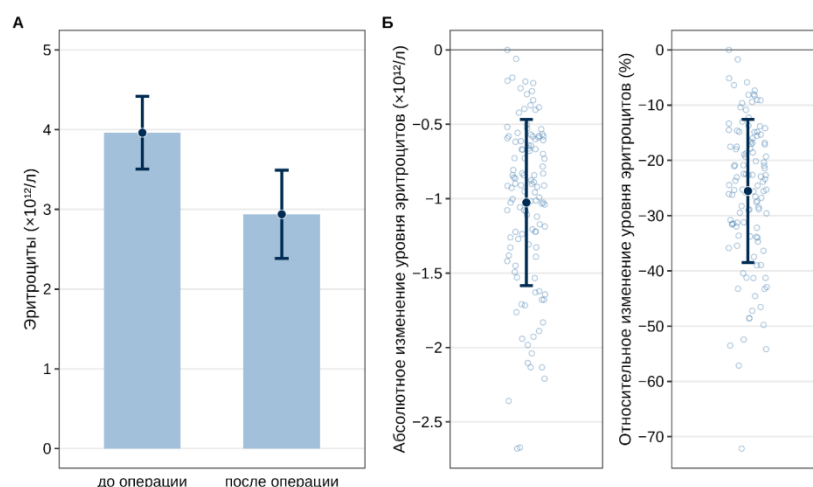 А
Эритроциты (×10¹²/л)
5
4
3
2
1
0
до операции
после операции
Б
Абсолютное изменение уровня эритроцитов (×10¹²/л)
0
−0.5
−1
−1.5
−2
−2.5
Относительное изменение уровня эритроцитов (%)
0
−10
−20
−30
−40
−50
−60
−70